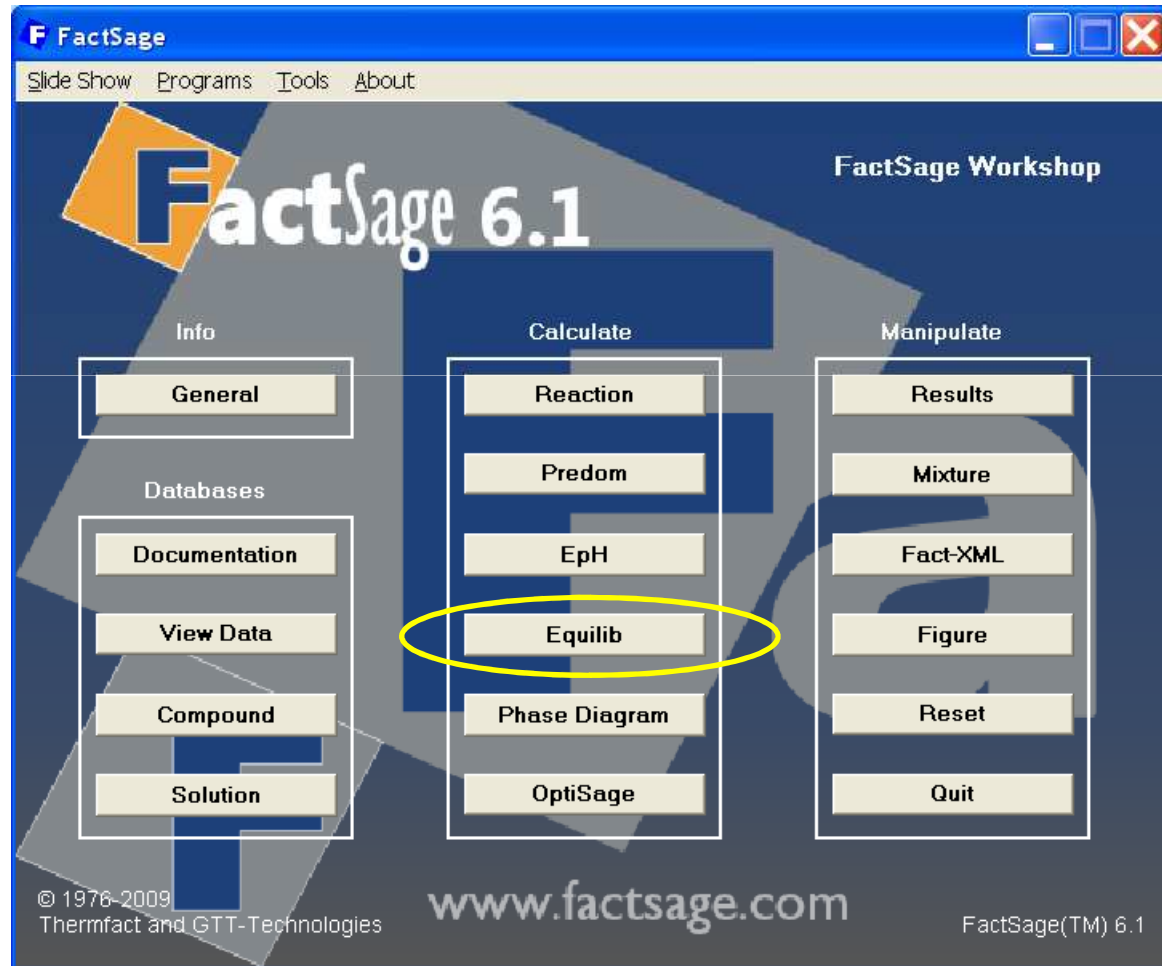 FactSage
Slide Show Programs Tools About
FactSage 6.1
FactSage Workshop
Info
General
Databases
Documentation
View Data
Compound
Solution
Calculate
Reaction
Predom
EpH
Equilib
Phase Diagram
OptiSage
Manipulate
Results
Mixture
Fact-XML
Figure
Reset
Quit
© 1976-2009
Thermfact and GTT-Technologies
www.factsage.com
FactSage(TM) 6.1